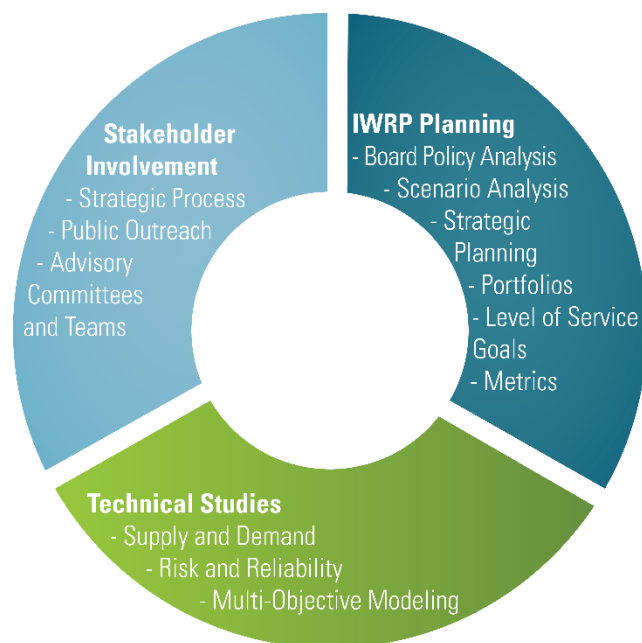 Stakeholder
Involvement
- Strategic Process
- Public Outreach
- Advisory
Committees
and Teams
IWRP Planning
- Board Policy Analysis
- Scenario Analysis
- Strategic
Planning
- Portfolios
- Level of Service
Goals
- Metrics
Technical Studies
- Supply and Demand
- Risk and Reliability
- Multi-Objective Modeling